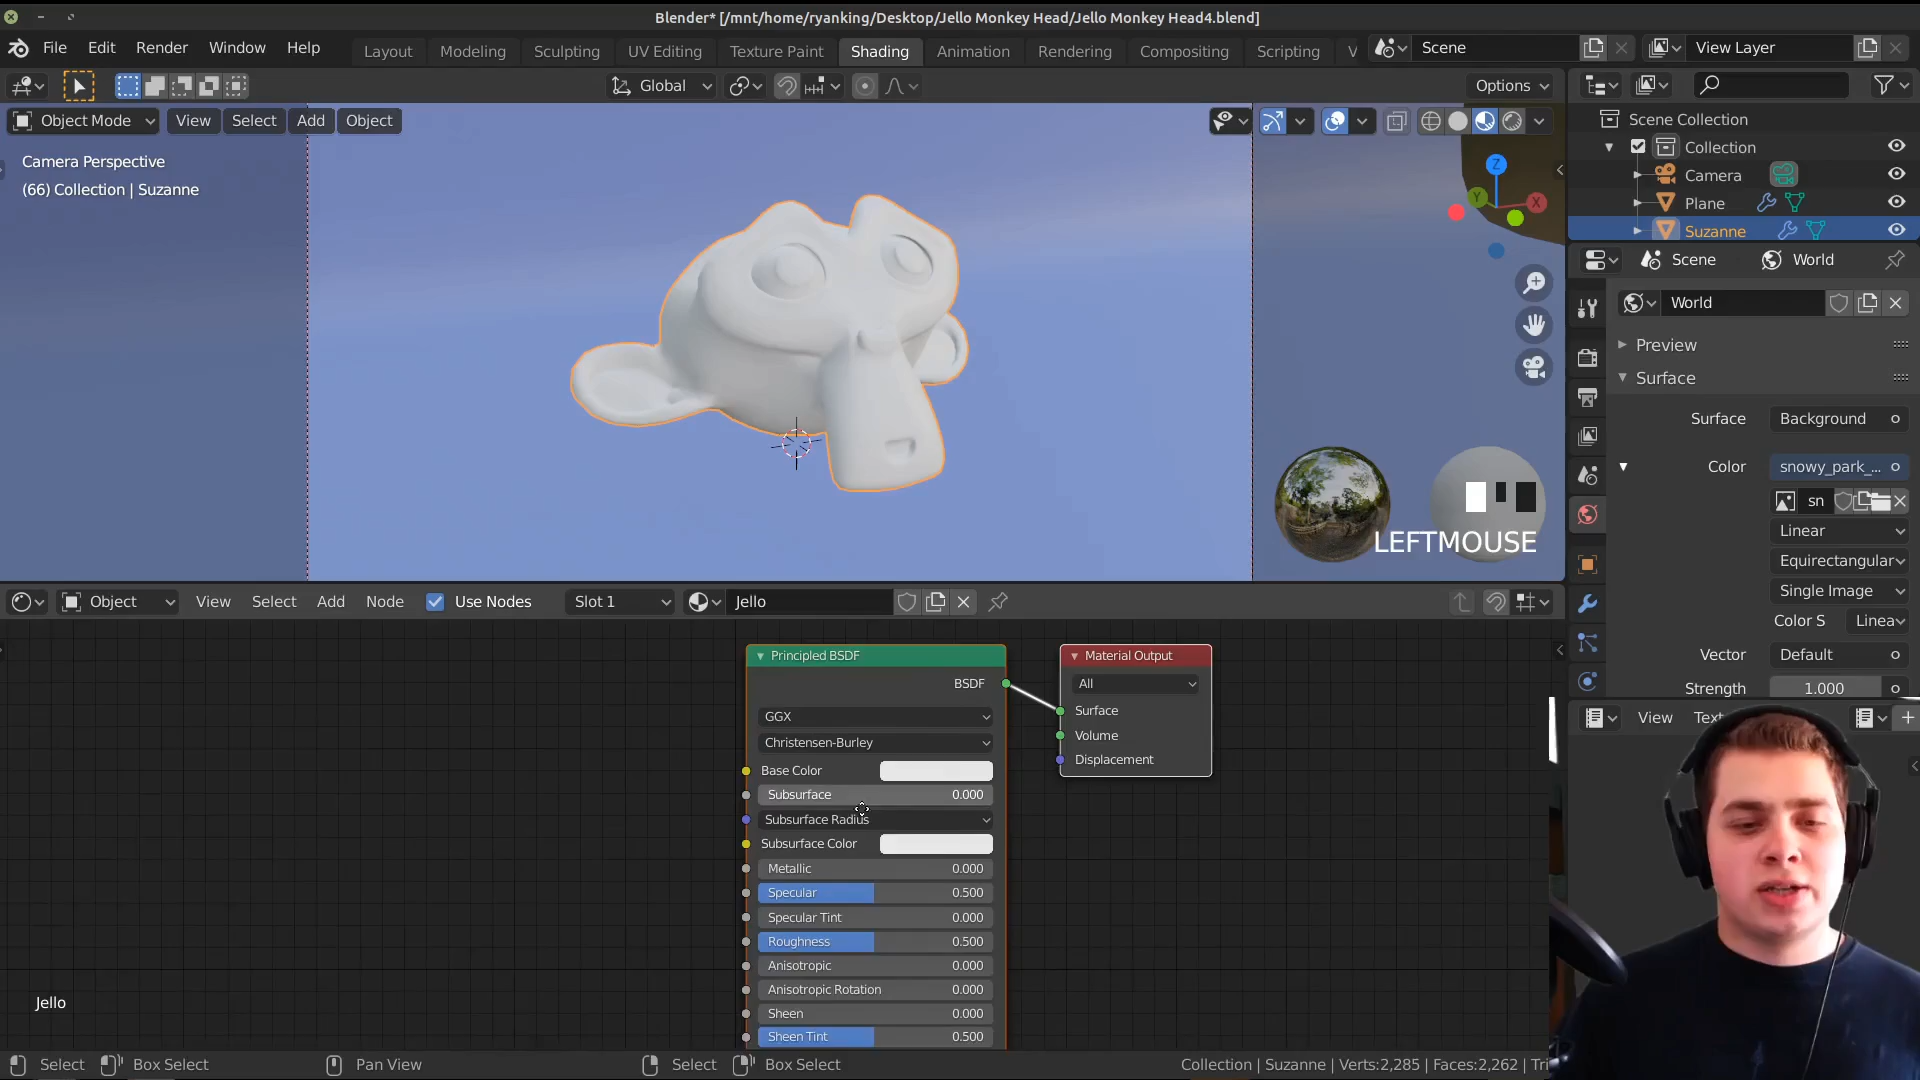 Blender* [/mnt/home/ryanking/Desktop/Jello Monkey Head/Jello Monkey Head4.blend]
File Edit Render Window Help Layout Modeling Sculpting UV Editing Texture Paint Shading Animation Rendering Compositing Scripting V Scene View Layer
Global Options
Object Mode View Select Add Object
Camera Perspective
(66) Collection | Suzanne
Z
Y
X
LEFTMOUSE
Scene Collection
Collection
Camera
Plane
Suzanne
Scene World
World
Preview
Surface
Surface Background
Color snowy_park_...
sn
Linear
Equirectangular
Single Image
Color S Linea
Vector Default
Strength 1.000
View Text
Object View Select Add Node Use Nodes Slot 1 Jello
Principled BSDF
BSDF
GGX
Christensen-Burley
Base Color
Subsurface 0.000
Subsurface Radius
Subsurface Color
Metallic 0.000
Specular 0.500
Specular Tint 0.000
Roughness 0.500
Anisotropic 0.000
Anisotropic Rotation 0.000
Sheen 0.000
Sheen Tint 0.500
Material Output
All
Surface
Volume
Displacement
Jello
Select Box Select Pan View Select Box Select Collection | Suzanne | Verts:2,285 | Faces:2,262 | Tri